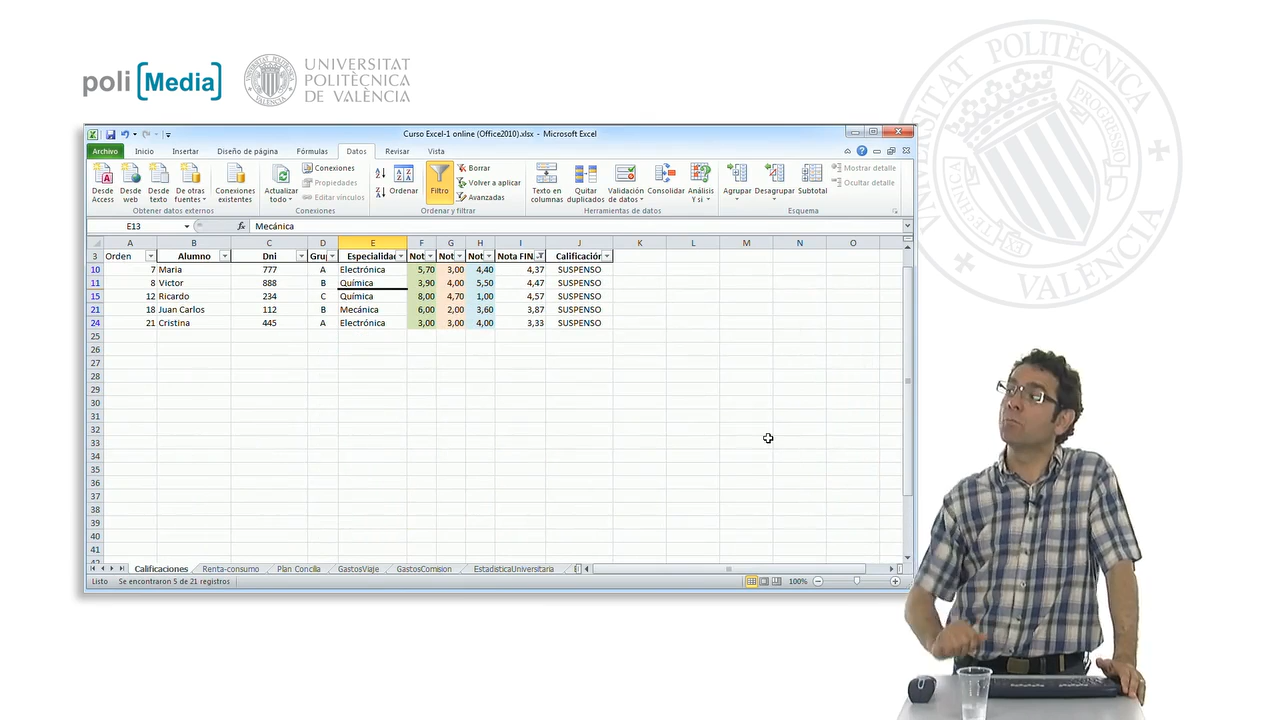 poli [Media]
UNIVERSITAT
POLITÈCNICA
DE VALÈNCIA
UNIVERSITAT POLITÈCNICA DE VALÈNCIA
PROGRESSIO
Curso Excel-1 online (Office2010).xlsx - Microsoft Excel
Archivo Inicio Insertar Diseño de página Fórmulas Datos Revisar Vista
Desde Access
Desde web
Desde texto
De otras fuentes
Conexiones existentes
Obtener datos externos
Actualizar todo
Conexiones
Propiedades
Editar vínculos
Conexiones
Ordenar
Filtro
Borrar
Volver a aplicar
Avanzadas
Ordenar y filtrar
Texto en columnas
Quitar duplicados
Validación de datos
Consolidar
Análisis Y si
Herramientas de datos
Agrupar
Desagrupar
Subtotal
Mostrar detalle
Ocultar detalle
Esquema
E13 fx Mecánica
A B C D E F G H I J K L M N O
3 Orden Alumno Dni Gru Especialida Not Not Not Nota FIN Calificación
10 7 Maria 777 A Electrónica 5,70 3,00 4,40 4,37 SUSPENSO
11 8 Victor 888 B Química 3,90 4,00 5,50 4,47 SUSPENSO
15 12 Ricardo 234 C Química 8,00 4,70 1,00 4,57 SUSPENSO
21 18 Juan Carlos 112 B Mecánica 6,00 2,00 3,60 3,87 SUSPENSO
24 21 Cristina 445 A Electrónica 3,00 3,00 4,00 3,33 SUSPENSO
25
26
27
28
29
30
31
32
33
34
35
36
37
38
39
40
41
Calificaciones Renta-consumo Plan Concilia GastosViaje GastosComision EstadisticaUniversitaria
Listo Se encontraron 5 de 21 registros 100%